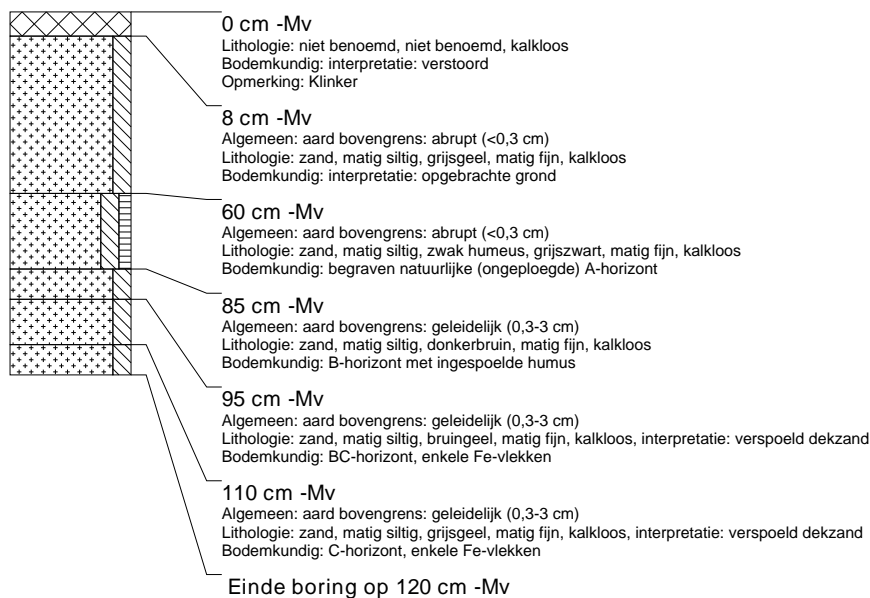 0 cm -Mv
Lithologie: niet benoemd, niet benoemd, kalkloos
Bodemkundig: interpretatie: verstoord
Opmerking: Klinker
8 cm -Mv
Algemeen: aard bovengrens: abrupt (<0,3 cm)
Lithologie: zand, matig siltig, grijsgeel, matig fijn, kalkloos
Bodemkundig: interpretatie: opgebrachte grond
60 cm -Mv
Algemeen: aard bovengrens: abrupt (<0,3 cm)
Lithologie: zand, matig siltig, zwak humeus, grijszwart, matig fijn, kalkloos
Bodemkundig: begraven natuurlijke (ongeploegde) A-horizont
85 cm -Mv
Algemeen: aard bovengrens: geleidelijk (0,3-3 cm)
Lithologie: zand, matig siltig, donkerbruin, matig fijn, kalkloos
Bodemkundig: B-horizont met ingespoelde humus
95 cm -Mv
Algemeen: aard bovengrens: geleidelijk (0,3-3 cm)
Lithologie: zand, matig siltig, bruingeel, matig fijn, kalkloos, interpretatie: verspoeld dekzand
Bodemkundig: BC-horizont, enkele Fe-vlekken
110 cm -Mv
Algemeen: aard bovengrens: geleidelijk (0,3-3 cm)
Lithologie: zand, matig siltig, grijsgeel, matig fijn, kalkloos, interpretatie: verspoeld dekzand
Bodemkundig: C-horizont, enkele Fe-vlekken
Einde boring op 120 cm -Mv